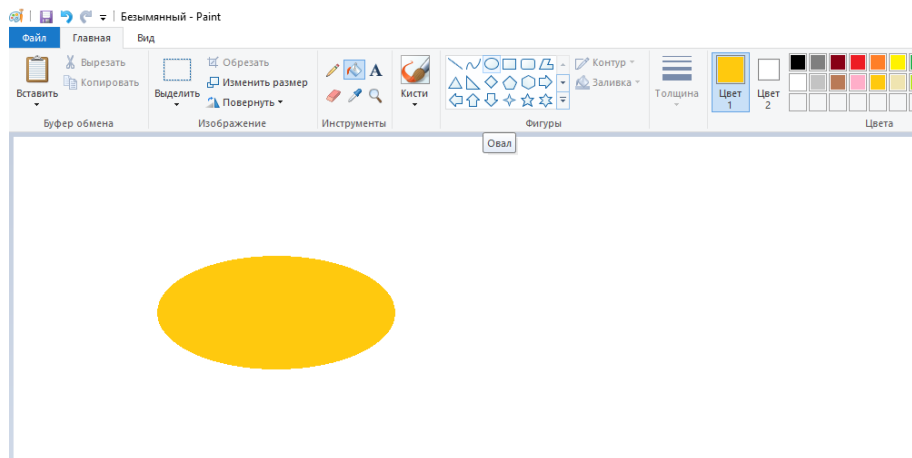 Безымянный - Paint
Файл Главная Вид
Вставить
Вырезать
Копировать
Буфер обмена
Выделить
Обрезать
Изменить размер
Повернуть
Изображение
A
Инструменты
Кисти
Контур
Заливка
Фигуры
Толщина
Цвет
1
Цвет
2
Цвета
Овал